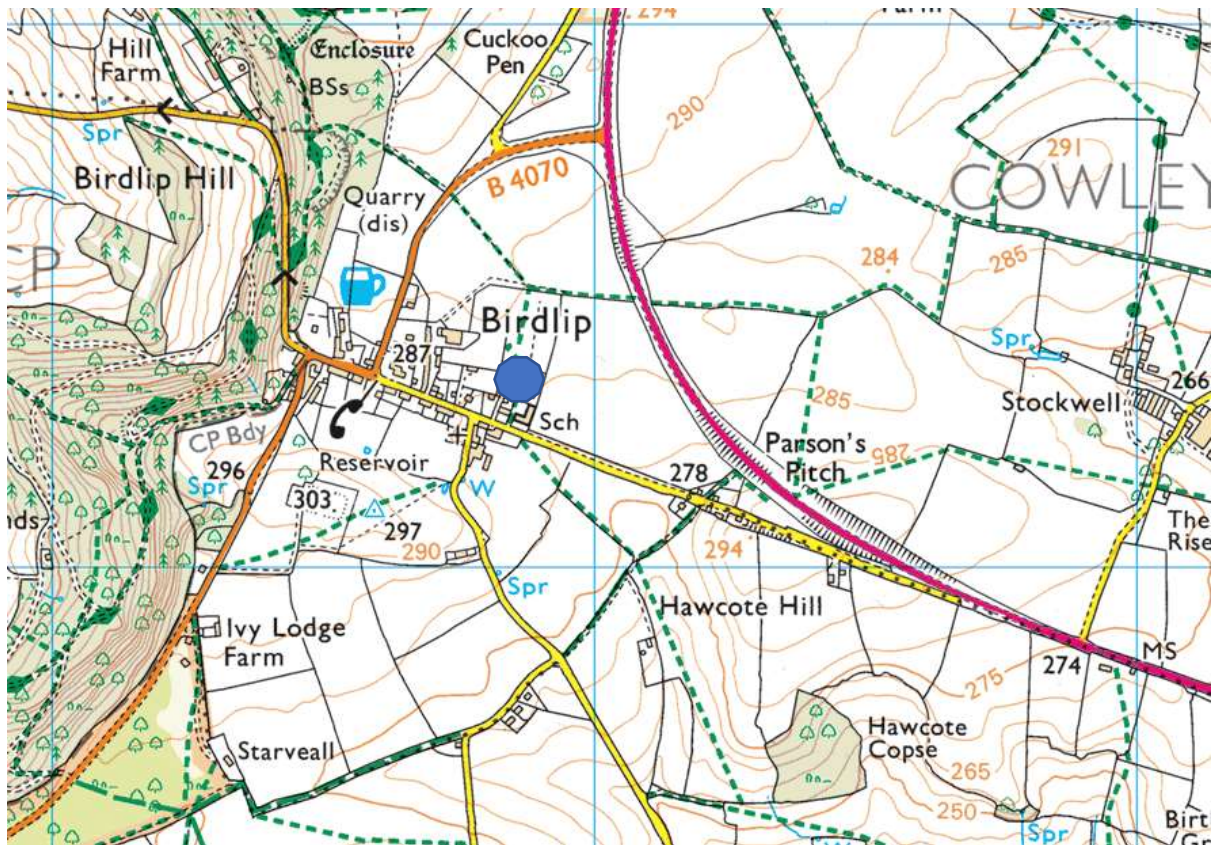 294
Farm
Hill
Farm
Enclosure
BSs
Cuckoo
Pen
Spr
290
Birdlip Hill
B 4070
291
COWLEY
Quarry
(dis)
CP
284
285
Birdlip
Spr
287
266
Stockwell
285
Sch
CP Bdy
Parson's
Pitch
285
296
Spr
Reservoir
278
W
303
nds
297
290
294
The
Rise
Spr
Hawcote Hill
Ivy Lodge
Farm
274
MS
275
Hawcote
Copse
Starveall
265
250
Spr
Birt
Gr
W